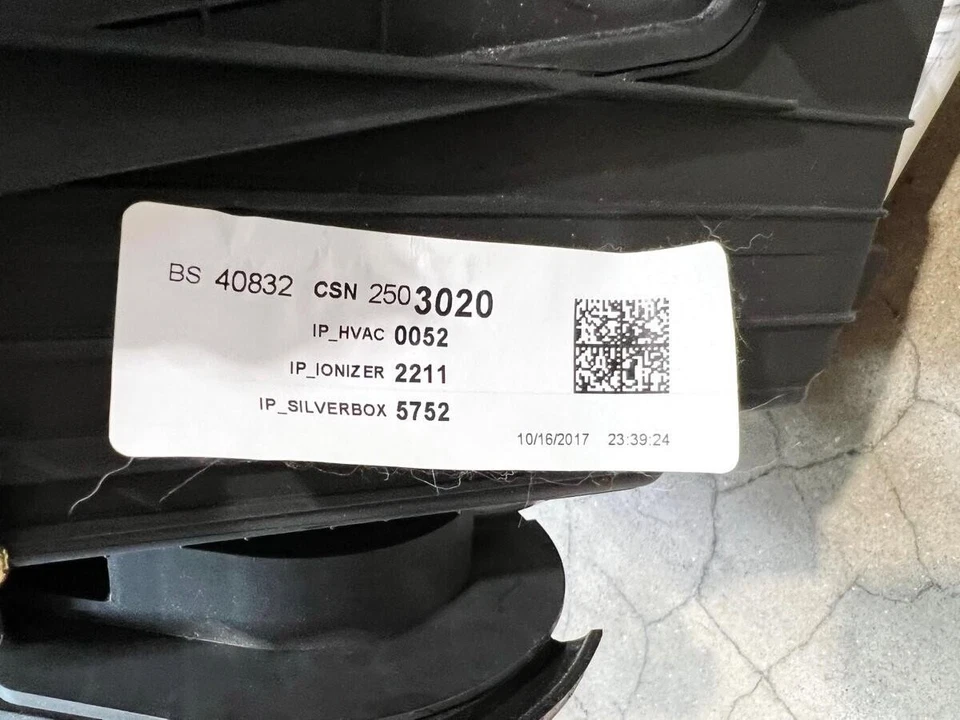 BS 40832 CSN 2503020
IP_HVAC 0052
IP_IONIZER 2211
IP_SILVERBOX 5752
10/16/2017 23:39:24